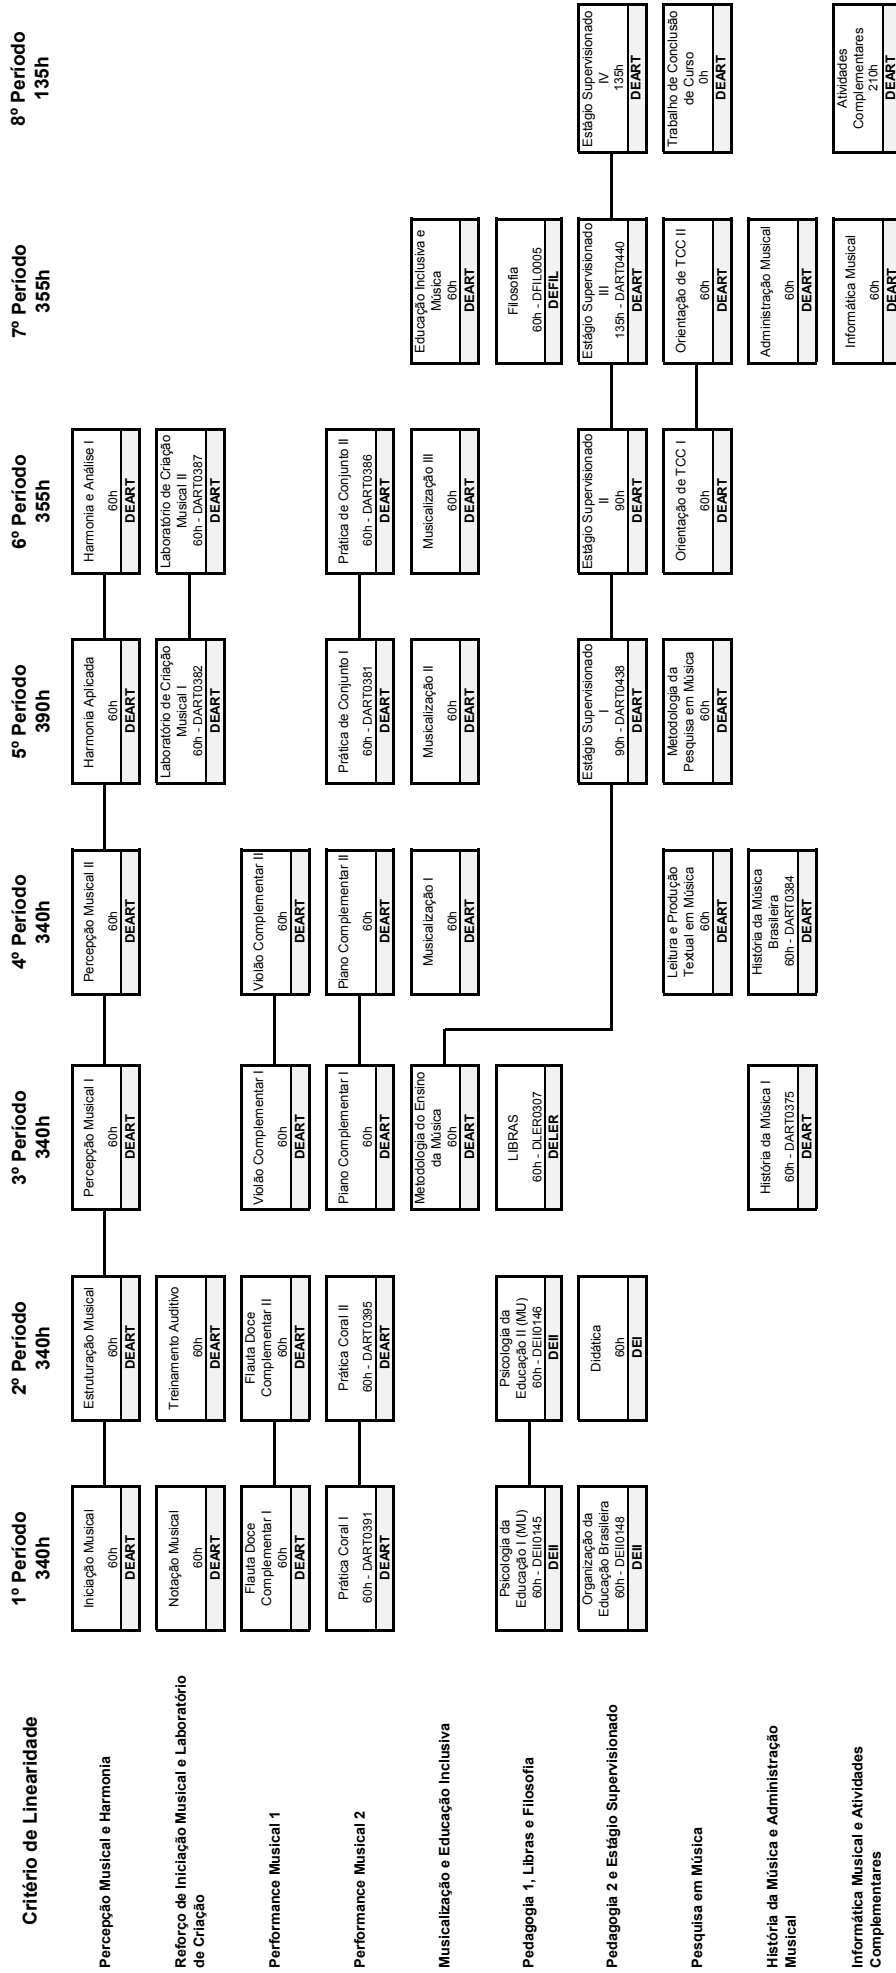 Critério de Linearidade
1º Período
340h
2º Período
340h
3º Período
340h
4º Período
340h
5º Período
390h
6º Período
355h
7º Período
355h
8º Período
135h
Percepção Musical e Harmonia
Iniciação Musical
60h
DEART
Estruturação Musical
60h
DEART
Percepção Musical I
60h
DEART
Percepção Musical II
60h
DEART
Harmonia Aplicada
60h
DEART
Harmonia e Análise I
60h
DEART
Reforço de Iniciação Musical e Laboratório
de Criação
Notação Musical
60h
DEART
Treinamento Auditivo
60h
DEART
Laboratório de Criação
Musical I
60h - DART0382
DEART
Laboratório de Criação
Musical II
60h - DART0387
DEART
Performance Musical 1
Flauta Doce
Complementar I
60h
DEART
Flauta Doce
Complementar II
60h
DEART
Violão Complementar I
60h
DEART
Violão Complementar II
60h
DEART
Performance Musical 2
Prática Coral I
60h - DART0391
DEART
Prática Coral II
60h - DART0395
DEART
Piano Complementar I
60h
DEART
Piano Complementar II
60h
DEART
Prática de Conjunto I
60h - DART0381
DEART
Prática de Conjunto II
60h - DART0386
DEART
Musicalização e Educação Inclusiva
Metodologia do Ensino
da Música
60h
DEART
Musicalização I
60h
DEART
Musicalização II
60h
DEART
Musicalização III
60h
DEART
Educação Inclusiva e
Música
60h
DEART
Pedagogia 1, Libras e Filosofia
Psicologia da
Educação I (MU)
60h - DEII0145
DEII
Psicologia da
Educação II (MU)
60h - DEII0146
DEII
LIBRAS
60h - DLER0307
DELER
Filosofia
60h - DFIL0005
DEFIL
Pedagogia 2 e Estágio Supervisionado
Organização da
Educação Brasileira
60h - DEII0148
DEII
Didática
60h
DEI
Estágio Supervisionado
I
90h - DART0438
DEART
Estágio Supervisionado
II
90h
DEART
Estágio Supervisionado
III
135h - DART0440
DEART
Estágio Supervisionado
IV
135h
DEART
Pesquisa em Música
Leitura e Produção
Textual em Música
60h
DEART
Metodologia da
Pesquisa em Música
60h
DEART
Orientação de TCC I
60h
DEART
Orientação de TCC II
60h
DEART
Trabalho de Conclusão
de Curso
0h
DEART
História da Música e Administração
Musical
História da Música I
60h - DART0375
DEART
História da Música
Brasileira
60h - DART0384
DEART
Administração Musical
60h
DEART
Informática Musical e Atividades
Complementares
Informática Musical
60h
DEART
Atividades
Complementares
210h
DEART